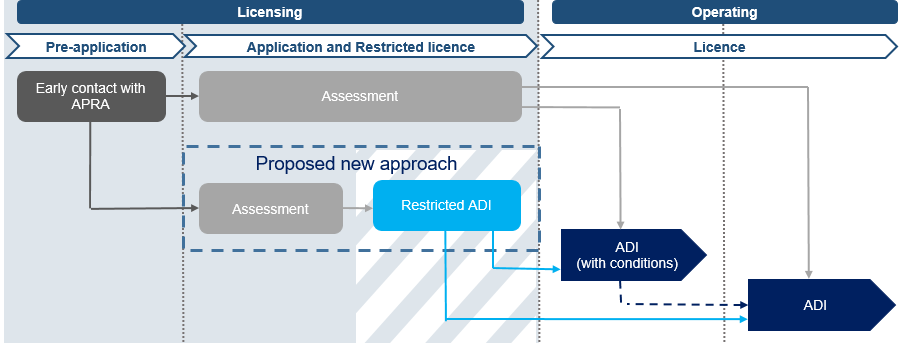 Licensing
Operating
Pre-application
Application and Restricted licence
Licence
Early contact with
APRA
Assessment
Proposed new approach
Assessment
Restricted ADI
ADI
(with conditions)
ADI